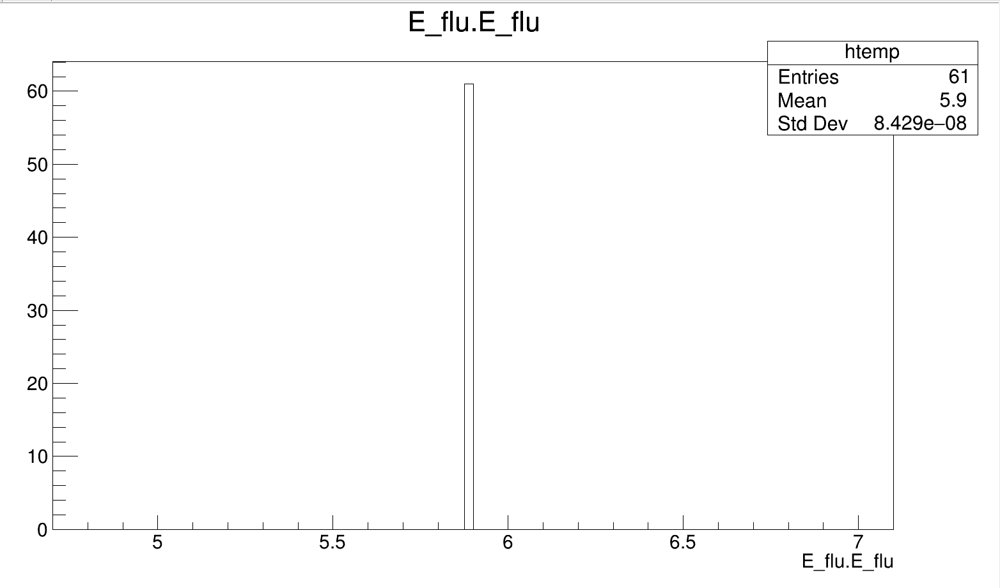 E_flu.E_flu
htemp
Entries 61
Mean 5.9
Std Dev 8.429e−08
60
50
40
30
20
10
0
5 5.5 6 6.5 7
E_flu.E_flu